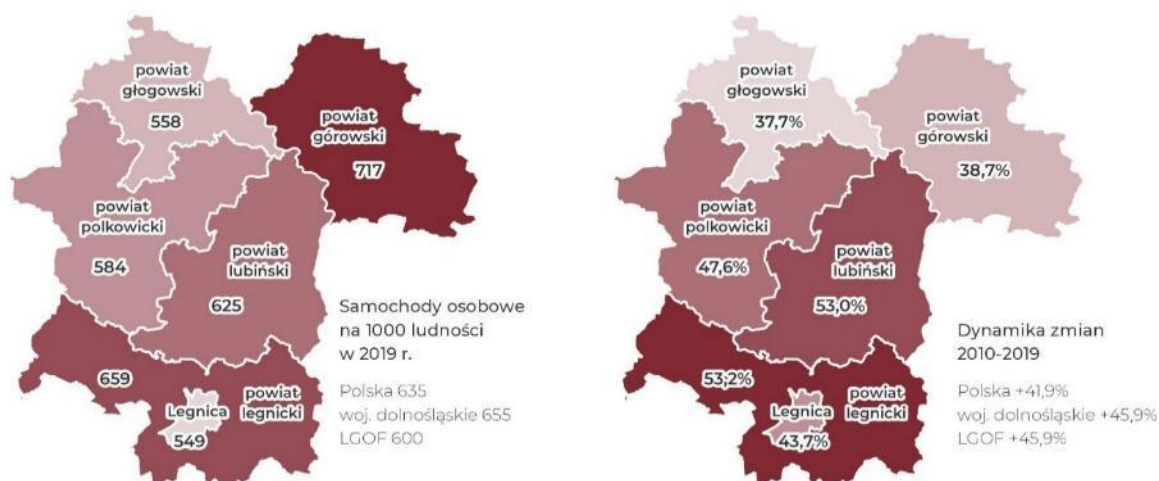 powiat
głogowski
558
powiat
górowski
717
powiat
polkowicki
584
powiat
lubiński
625
659
powiat
legnicki
Legnica
549
Samochody osobowe
na 1000 ludności
w 2019 r.
Polska 635
woj. dolnośląskie 655
LGOF 600
powiat
głogowski
37,7%
powiat
górowski
38,7%
powiat
polkowicki
47,6%
powiat
lubiński
53,0%
53,2%
powiat
legnicki
Legnica
43,7%
Dynamika zmian
2010-2019
Polska +41,9%
woj. dolnośląskie +45,9%
LGOF +45,9%